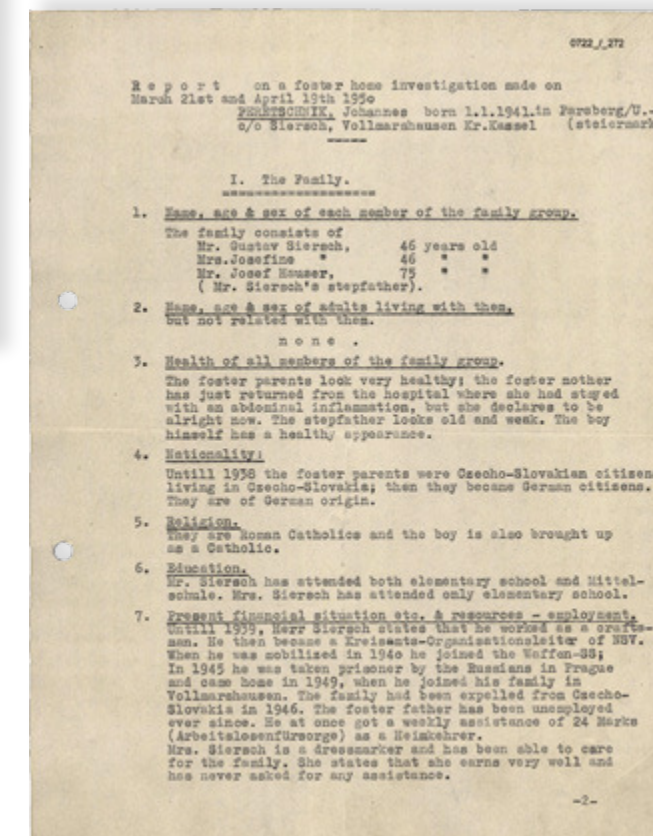 0722_/_272
R e p o r t on a foster home investigation made on
March 21st and April 19th 195o
PERETSCHNIK, Johannes born 1.1.1941.in Parsberg/U.-
c/o Siersch, Vollmarshausen Kr.Kassel (steiermark
I. The Family.
1. Name, age & sex of each member of the family group.
The family consists of
Mr. Gustav Siersch, 46 years old
Mrs.Josefine " 46 " "
Mr. Josef Hauser, 75 " "
( Mr. Siersch's stepfather).
2. Name, age & sex of adults living with them,
but not related with them.
n o n e .
3. Health of all members of the family group.
The foster parents look very healthy; the foster mother
has just returned from the hospital where she had stayed
with an abdominal inflammation, but she declares to be
alright now. The stepfather looks old and weak. The boy
himself has a healthy appearance.
4. Nationality:
Untill 1938 the foster parents were Czecho-Slovakian citizen
living in Czecho-Slovakia; then they became German citizens.
They are of German origin.
5. Religion.
They are Roman Catholics and the boy is also brought up
as a Catholic.
6. Education.
Mr. Siersch has attended both elementary school and Mittel-
schule. Mrs. Siersch has attended only elementary school.
7. Present financial situation etc. & resources - employment.
Untill 1939, Herr Siersch states that he worked as a crafts-
man. He then became a Kreisamts-Organisationsleiter of NSV.
When he was mobilized in 194o he joined the Waffen-SS;
In 1945 he was taken prisoner by the Russians in Prague
and came home in 1949, when he joined his family in
Vollmarshausen. The family had been expelled from Czecho-
Slovakia in 1946. The foster father has been unemployed
ever since. He at once got a weekly assistance of 24 Marks
(Arbeitslosenfürsorge) as a Heimkehrer.
Mrs. Siersch is a dressmarker and has been able to care
for the family. She states that she earns very well and
has never asked for any assistance.
-2-